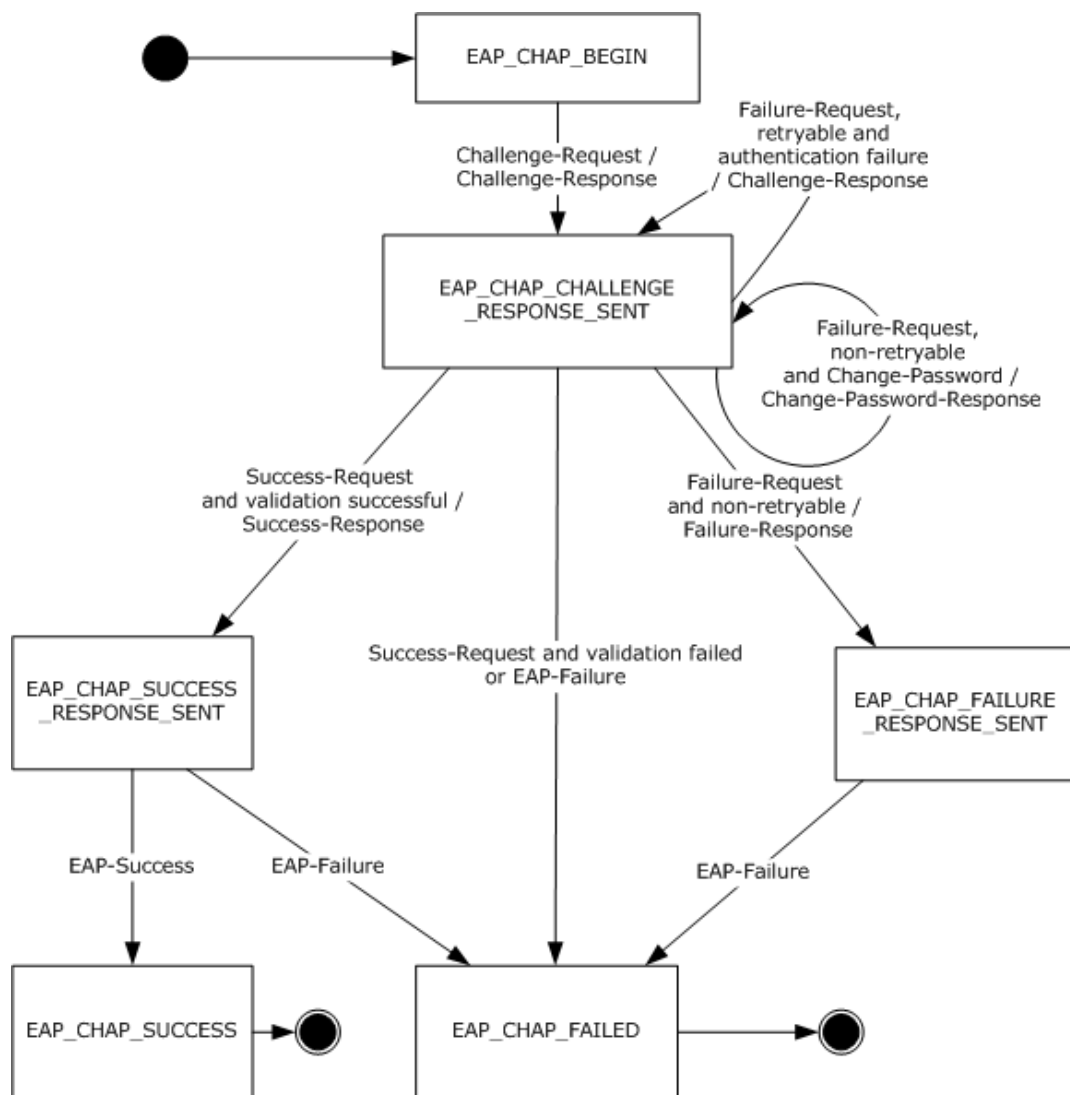 EAP_CHAP_BEGIN
Failure-Request,
retryable and
authentication failure
/ Challenge-Response
Challenge-Request /
Challenge-Response
EAP_CHAP_CHALLENGE
_RESPONSE_SENT
Failure-Request,
non-retryable
and Change-Password /
Change-Password-Response
Success-Request
and validation successful /
Success-Response
Failure-Request
and non-retryable /
Failure-Response
Success-Request and validation failed
or EAP-Failure
EAP_CHAP_SUCCESS
_RESPONSE_SENT
EAP_CHAP_FAILURE
_RESPONSE_SENT
EAP-Success
EAP-Failure
EAP-Failure
EAP_CHAP_SUCCESS
EAP_CHAP_FAILED